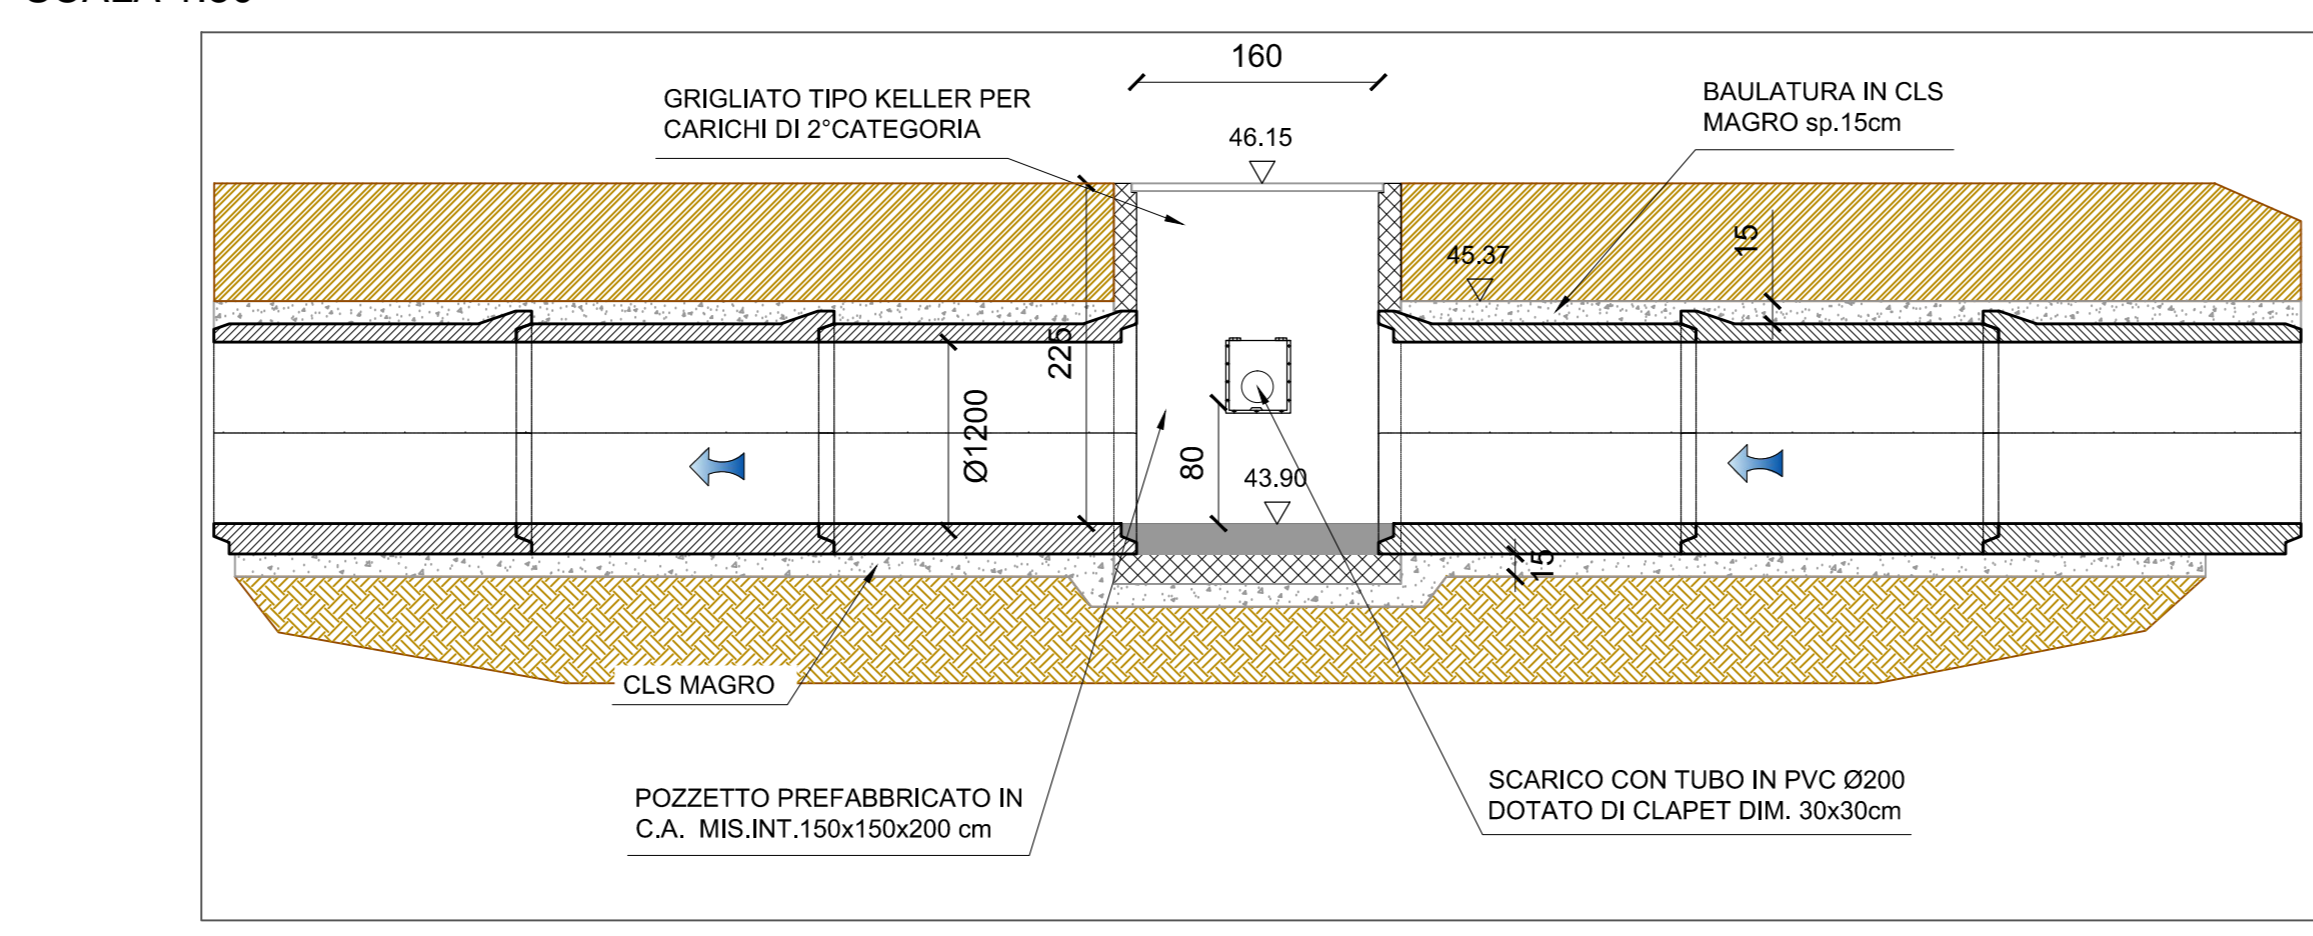 160
GRIGLIATO TIPO KELLER PER
CARICHI DI 2°CATEGORIA
BAULATURA IN CLS
MAGRO sp.15cm
46.15
45.37
15
225
Ø1200
80
43.90
15
CLS MAGRO
POZZETTO PREFABBRICATO IN
C.A. MIS.INT.150x150x200 cm
SCARICO CON TUBO IN PVC Ø200
DOTATO DI CLAPET DIM. 30x30cm